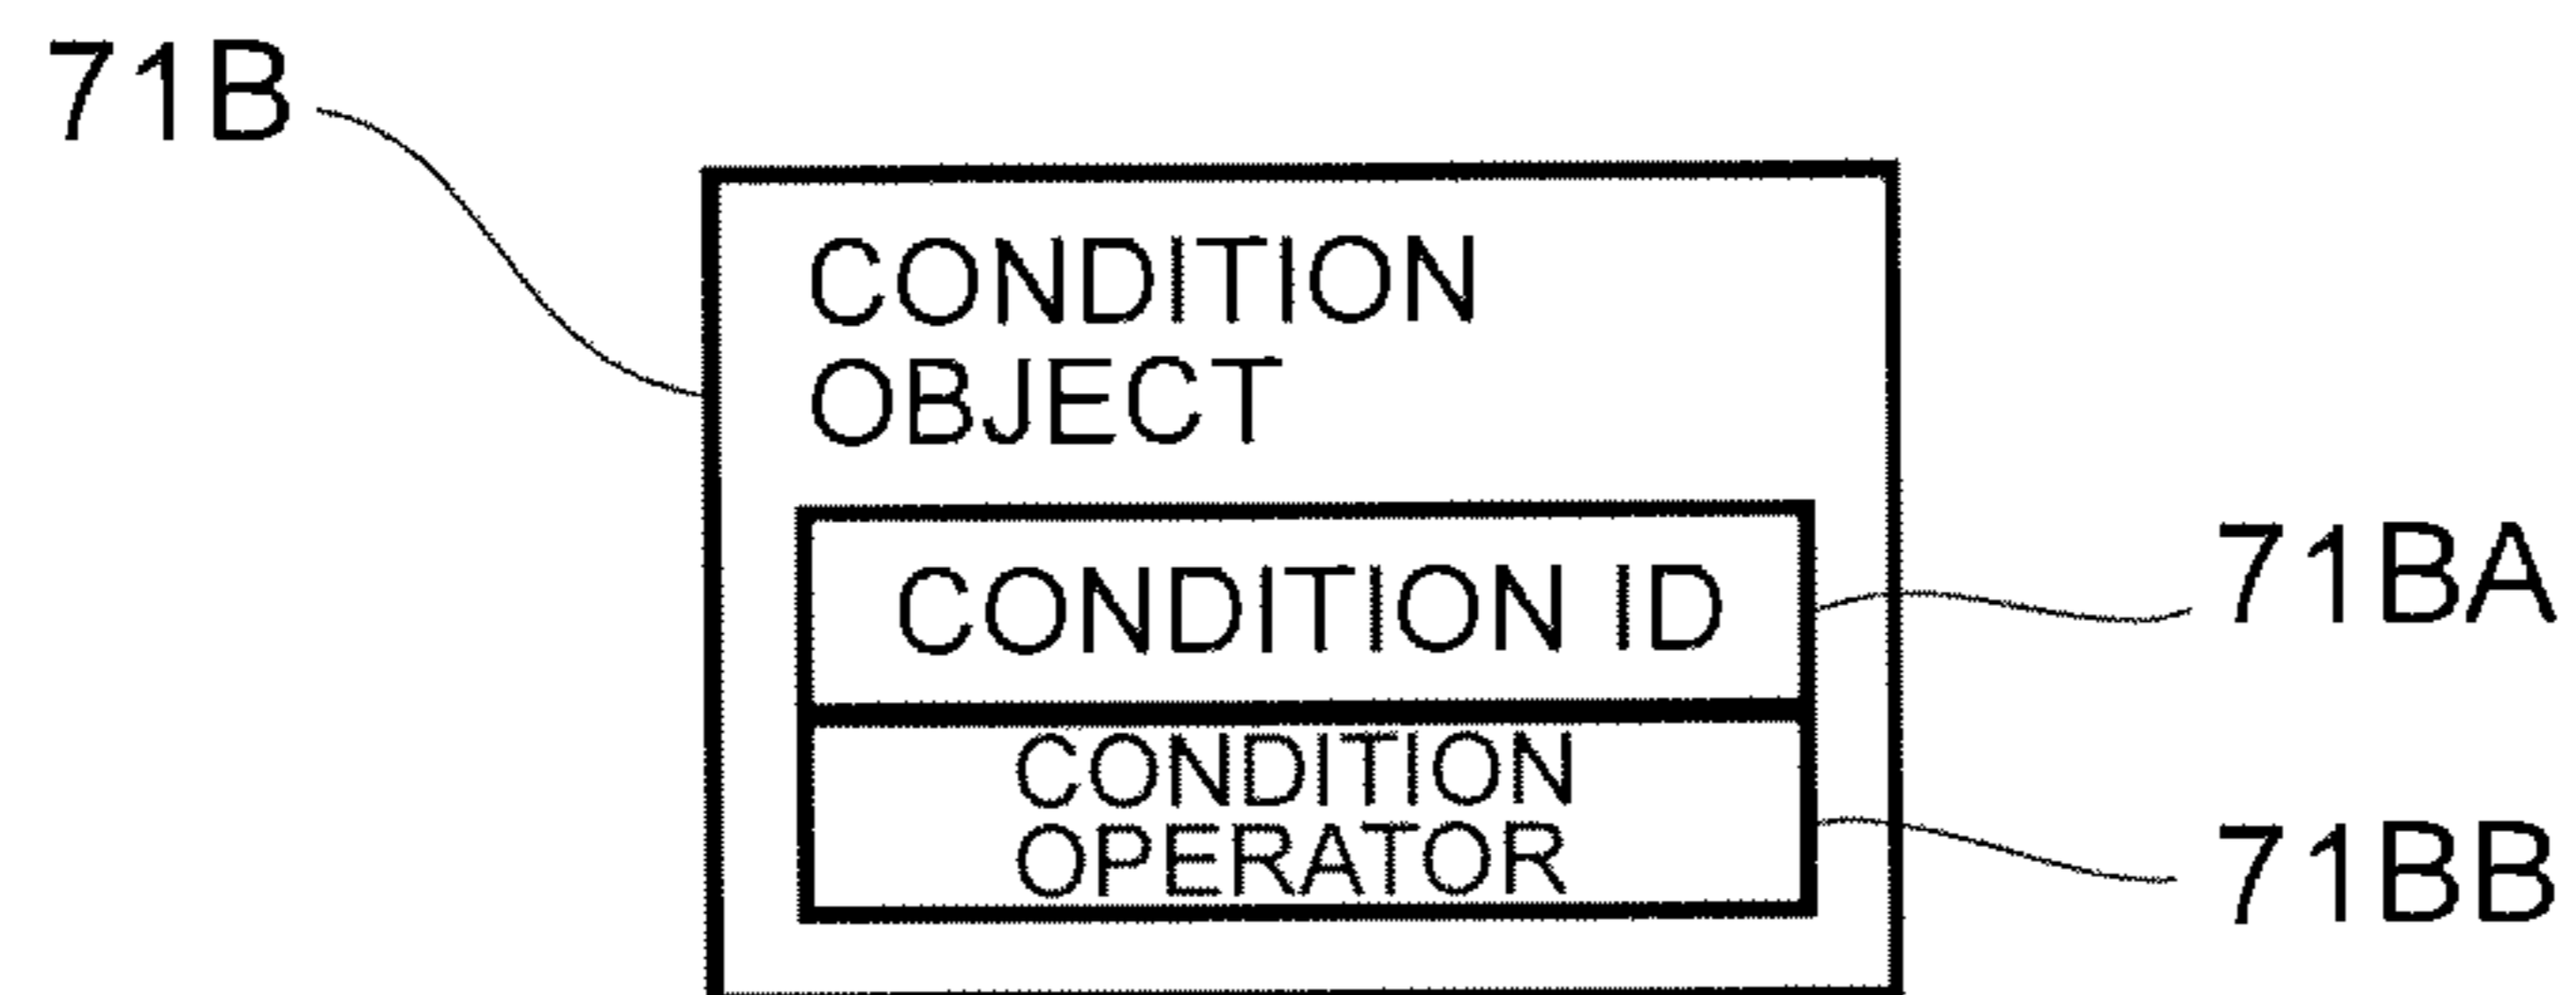 71B
CONDITION
OBJECT
CONDITION ID
71BA
CONDITION
OPERATOR
71BB